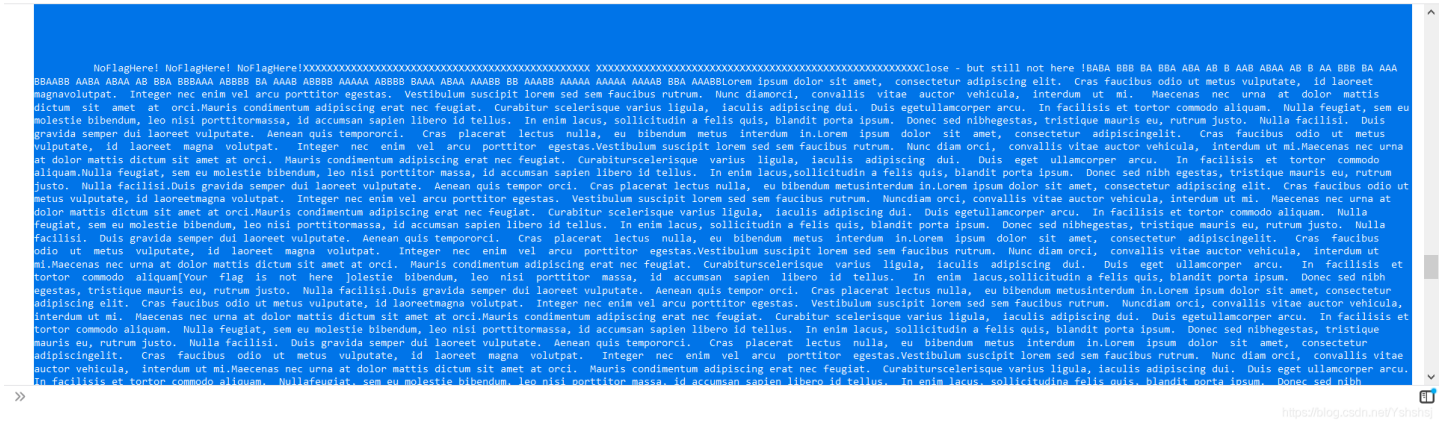 NoFlagHere! NoFlagHere! NoFlagHere!XXXXXXXXXXXXXXXXXXXXXXXXXXXXXXXXXXXXXXXXXXXXXXXX XXXXXXXXXXXXXXXXXXXXXXXXXXXXXXXXXXXXXXXXXXXXXXXXXXXXXXClose - but still not here !BABA BBB BA BBA ABA AB B AAB ABAA AB B AA BBB BA AAA
BBAABB AABA ABAA AB BBA BBBAAA ABBBB BA AAAB ABBBB AAAAA ABBBB BAAA ABAA AAABB BB AAABB AAAAA AAAAA AAAAB BBA AAABBLorem ipsum dolor sit amet, consectetur adipiscing elit. Cras faucibus odio ut metus vulputate, id laoreet
magnavolutpat. Integer nec enim vel arcu porttitor egestas. Vestibulum suscipit lorem sed sem faucibus rutrum. Nunc diamorci, convallis vitae auctor vehicula, interdum ut mi. Maecenas nec urna at dolor mattis
dictum sit amet at orci.Mauris condimentum adipiscing erat nec feugiat. Curabitur scelerisque varius ligula, iaculis adipiscing dui. Duis egetullamcorper arcu. In facilisis et tortor commodo aliquam. Nulla feugiat, sem eu
molestie bibendum, leo nisi porttitormassa, id accumsan sapien libero id tellus. In enim lacus, sollicitudin a felis quis, blandit porta ipsum. Donec sed nibhegestas, tristique mauris eu, rutrum justo. Nulla facilisi. Duis
gravida semper dui laoreet vulputate. Aenean quis tempororci. Cras placerat lectus nulla, eu bibendum metus interdum in.Lorem ipsum dolor sit amet, consectetur adipiscingelit. Cras faucibus odio ut metus
vulputate, id laoreet magna volutpat. Integer nec enim vel arcu porttitor egestas.Vestibulum suscipit lorem sed sem faucibus rutrum. Nunc diam orci, convallis vitae auctor vehicula, interdum ut mi.Maecenas nec urna
at dolor mattis dictum sit amet at orci. Mauris condimentum adipiscing erat nec feugiat. Curabiturscelerisque varius ligula, iaculis adipiscing dui. Duis eget ullamcorper arcu. In facilisis et tortor commodo
aliquam.Nulla feugiat, sem eu molestie bibendum, leo nisi porttitor massa, id accumsan sapien libero id tellus. In enim lacus,sollicitudin a felis quis, blandit porta ipsum. Donec sed nibh egestas, tristique mauris eu, rutrum
justo. Nulla facilisi.Duis gravida semper dui laoreet vulputate. Aenean quis tempor orci. Cras placerat lectus nulla, eu bibendum metusinterdum in.Lorem ipsum dolor sit amet, consectetur adipiscing elit. Cras faucibus odio ut
metus vulputate, id laoreetmagna volutpat. Integer nec enim vel arcu porttitor egestas. Vestibulum suscipit lorem sed sem faucibus rutrum. Nuncdiam orci, convallis vitae auctor vehicula, interdum ut mi. Maecenas nec urna at
dolor mattis dictum sit amet at orci.Mauris condimentum adipiscing erat nec feugiat. Curabitur scelerisque varius ligula, iaculis adipiscing dui. Duis egetullamcorper arcu. In facilisis et tortor commodo aliquam. Nulla
feugiat, sem eu molestie bibendum, leo nisi porttitormassa, id accumsan sapien libero id tellus. In enim lacus, sollicitudin a felis quis, blandit porta ipsum. Donec sed nibhegestas, tristique mauris eu, rutrum justo. Nulla
facilisi. Duis gravida semper dui laoreet vulputate. Aenean quis tempororci. Cras placerat lectus nulla, eu bibendum metus interdum in.Lorem ipsum dolor sit amet, consectetur adipiscingelit. Cras faucibus
odio ut metus vulputate, id laoreet magna volutpat. Integer nec enim vel arcu porttitor egestas.Vestibulum suscipit lorem sed sem faucibus rutrum. Nunc diam orci, convallis vitae auctor vehicula, interdum ut
mi.Maecenas nec urna at dolor mattis dictum sit amet at orci. Mauris condimentum adipiscing erat nec feugiat. Curabiturscelerisque varius ligula, iaculis adipiscing dui. Duis eget ullamcorper arcu. In facilisis et
tortor commodo aliquam[Your flag is not here ]olestie bibendum, leo nisi porttitor massa, id accumsan sapien libero id tellus. In enim lacus,sollicitudin a felis quis, blandit porta ipsum. Donec sed nibh
egestas, tristique mauris eu, rutrum justo. Nulla facilisi.Duis gravida semper dui laoreet vulputate. Aenean quis tempor orci. Cras placerat lectus nulla, eu bibendum metusinterdum in.Lorem ipsum dolor sit amet, consectetur
adipiscing elit. Cras faucibus odio ut metus vulputate, id laoreetmagna volutpat. Integer nec enim vel arcu porttitor egestas. Vestibulum suscipit lorem sed sem faucibus rutrum. Nuncdiam orci, convallis vitae auctor vehicula,
interdum ut mi. Maecenas nec urna at dolor mattis dictum sit amet at orci.Mauris condimentum adipiscing erat nec feugiat. Curabitur scelerisque varius ligula, iaculis adipiscing dui. Duis egetullamcorper arcu. In facilisis et
tortor commodo aliquam. Nulla feugiat, sem eu molestie bibendum, leo nisi porttitormassa, id accumsan sapien libero id tellus. In enim lacus, sollicitudin a felis quis, blandit porta ipsum. Donec sed nibhegestas, tristique
mauris eu, rutrum justo. Nulla facilisi. Duis gravida semper dui laoreet vulputate. Aenean quis tempororci. Cras placerat lectus nulla, eu bibendum metus interdum in.Lorem ipsum dolor sit amet, consectetur
adipiscingelit. Cras faucibus odio ut metus vulputate, id laoreet magna volutpat. Integer nec enim vel arcu porttitor egestas.Vestibulum suscipit lorem sed sem faucibus rutrum. Nunc diam orci, convallis vitae
auctor vehicula, interdum ut mi.Maecenas nec urna at dolor mattis dictum sit amet at orci. Mauris condimentum adipiscing erat nec feugiat. Curabiturscelerisque varius ligula, iaculis adipiscing dui. Duis eget ullamcorper arcu.
In facilisis et tortor commodo aliquam. Nullafeugiat, sem eu molestie bibendum, leo nisi porttitor massa, id accumsan sapien libero id tellus. In enim lacus, sollicitudina felis quis, blandit porta ipsum. Donec sed nibh
https://blog.csdn.net/Yshshsj